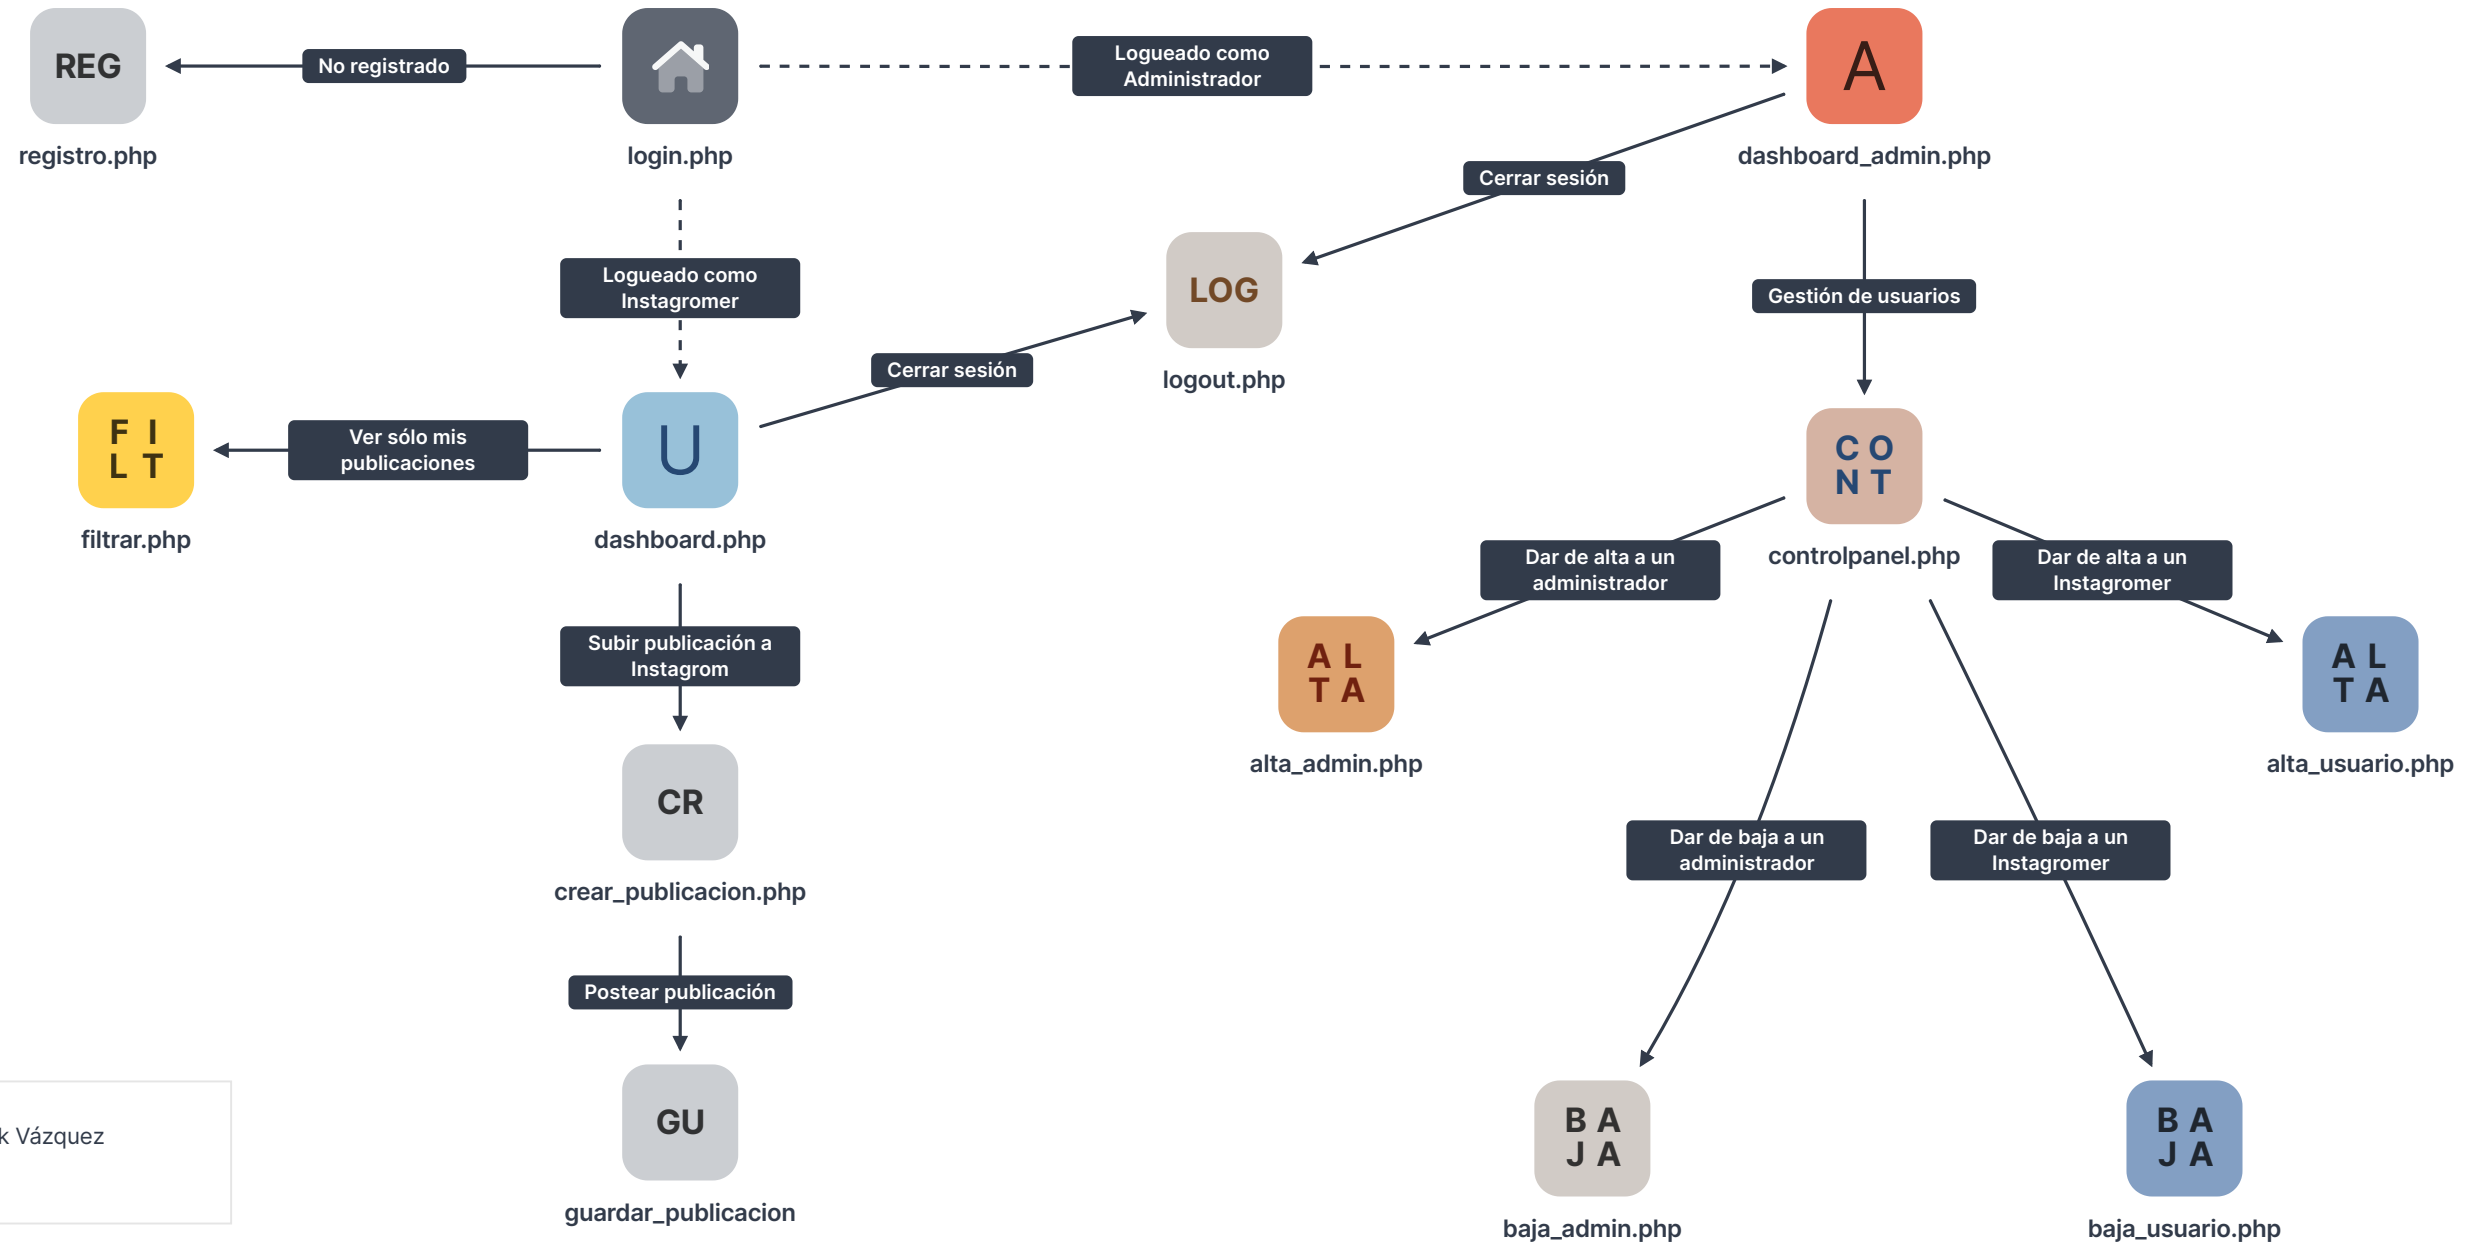 REG
No registrado
Logueado como
Administrador
A
registro.php
login.php
dashboard_admin.php
Cerrar sesión
Logueado como
Instagromer
LOG
Gestión de usuarios
Cerrar sesión
logout.php
F I
L T
Ver sólo mis
publicaciones
U
C O
N T
filtrar.php
dashboard.php
controlpanel.php
Dar de alta a un
administrador
Dar de alta a un
Instagromer
Subir publicación a
Instagrom
A L
T A
A L
T A
alta_admin.php
alta_usuario.php
CR
Dar de baja a un
administrador
Dar de baja a un
Instagromer
crear_publicacion.php
Postear publicación
GU
B A
J A
B A
J A
k Vázquez
guardar_publicacion
baja_admin.php
baja_usuario.php